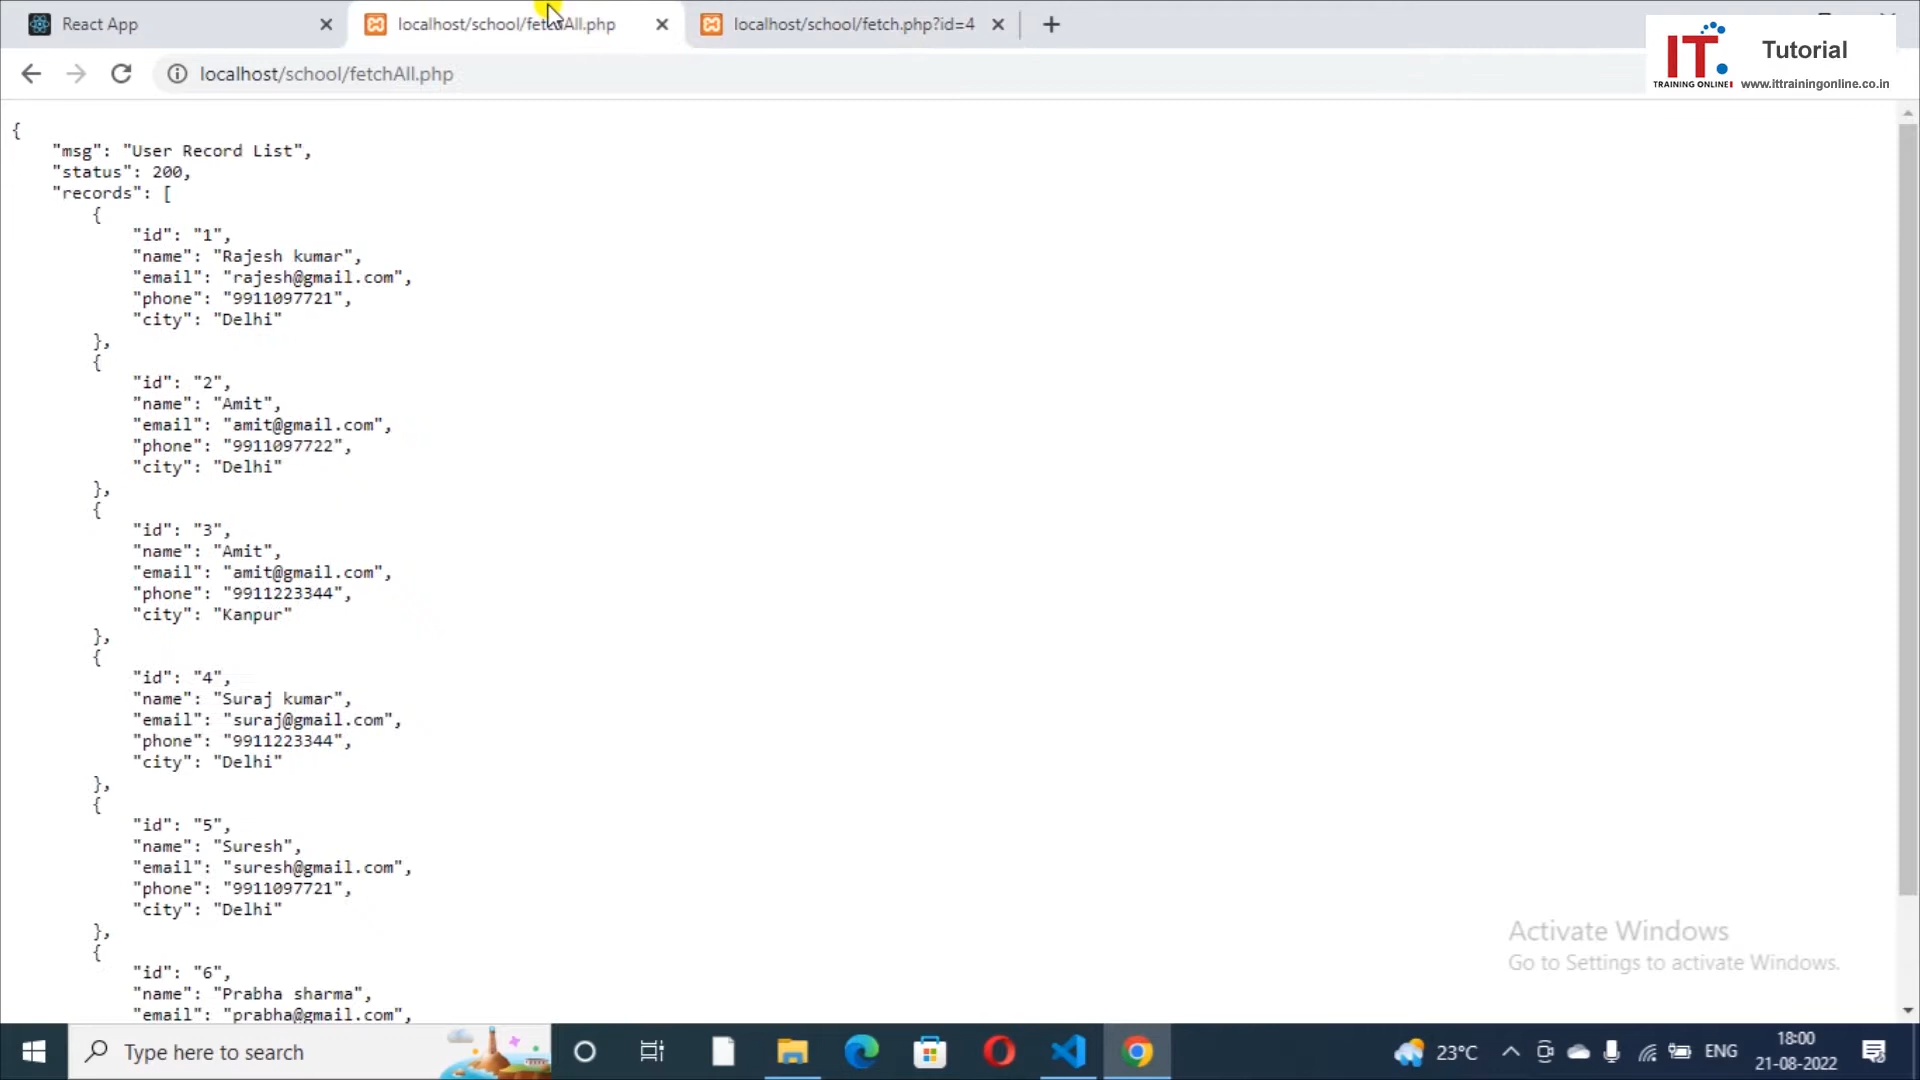 React App
localhost/school/fetchAll.php
localhost/school/fetch.php?id=4
localhost/school/fetchAll.php
IT.
TRAINING ONLINE
Tutorial
www.ittrainingonline.co.in
{
"msg": "User Record List",
"status": 200,
"records": [
{
"id": "1",
"name": "Rajesh kumar",
"email": "rajesh@gmail.com",
"phone": "9911097721",
"city": "Delhi"
},
{
"id": "2",
"name": "Amit",
"email": "amit@gmail.com",
"phone": "9911097722",
"city": "Delhi"
},
{
"id": "3",
"name": "Amit",
"email": "amit@gmail.com",
"phone": "9911223344",
"city": "Kanpur"
},
{
"id": "4",
"name": "Suraj kumar",
"email": "suraj@gmail.com",
"phone": "9911223344",
"city": "Delhi"
},
{
"id": "5",
"name": "Suresh",
"email": "suresh@gmail.com",
"phone": "9911097721",
"city": "Delhi"
},
{
"id": "6",
"name": "Prabha sharma",
"email": "prabha@gmail.com",
Activate Windows
Go to Settings to activate Windows.
Type here to search
23°C
ENG
18:00
21-08-2022